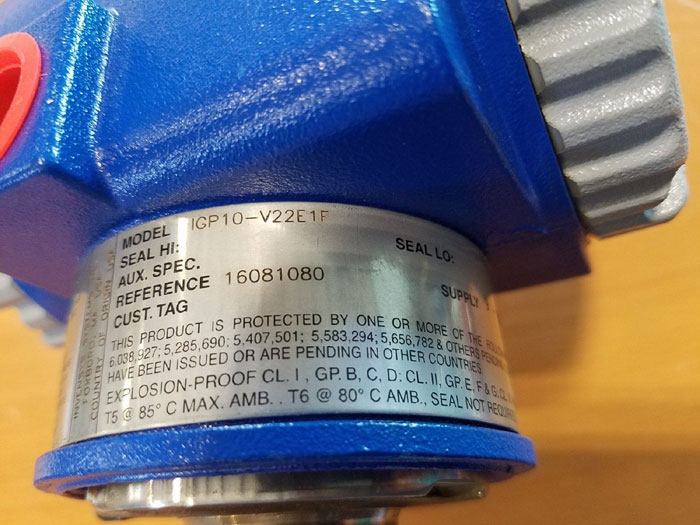 MODEL IGP10-V22E1F
SEAL HI: SEAL LO:
AUX. SPEC.
REFERENCE 16081080 SUPPLY
CUST. TAG
THIS PRODUCT IS PROTECTED BY ONE OR MORE OF THE
6,038,927; 5,285,690; 5,407,501; 5,583,294; 5,656,782 & OTHERS PENDING
HAVE BEEN ISSUED OR ARE PENDING IN OTHER COUNTRIES
EXPLOSION-PROOF CL. I , GP. B, C, D: CL. II, GP. E, F & G;
T5 @ 85° C MAX. AMB. . T6 @ 80° C AMB., SEAL NOT
COUNTRY OF ORIGIN